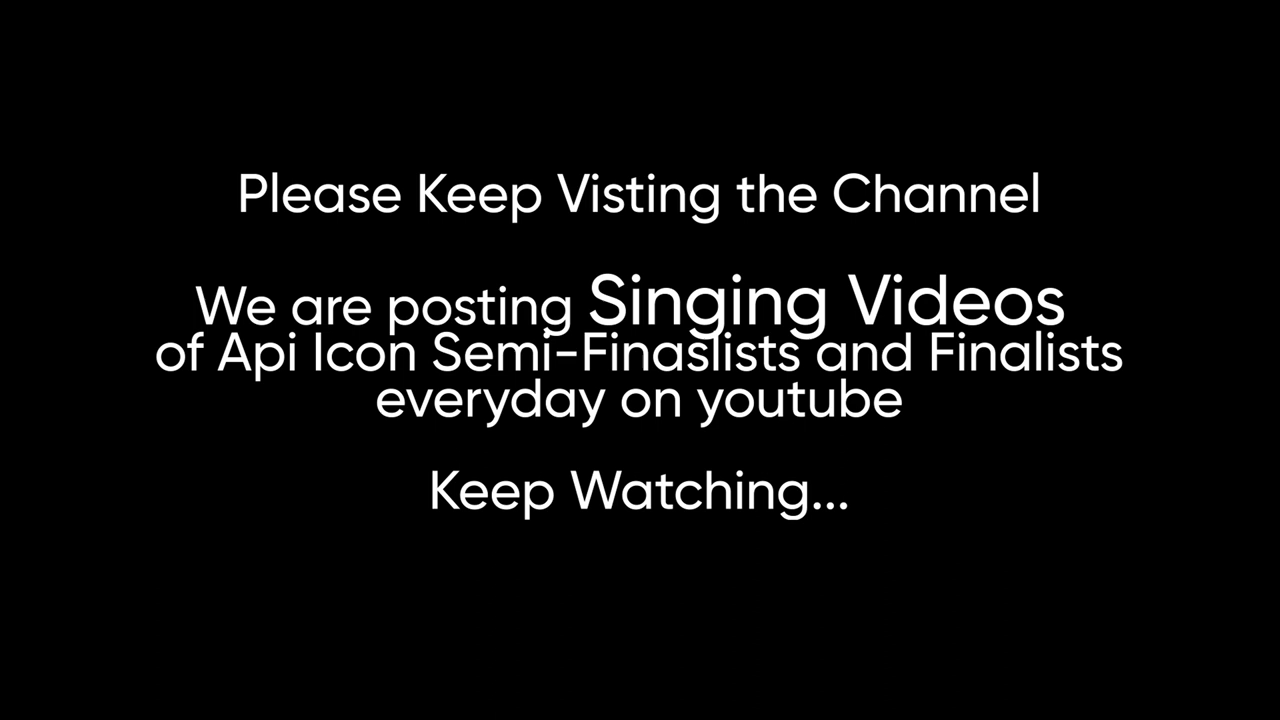 Please Keep Visting the Channel
We are posting Singing Videos
of Api Icon Semi-Finaslists and Finalists
everyday on youtube
Keep Watching...